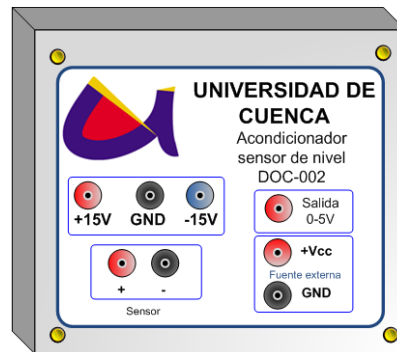 UNIVERSIDAD DE
CUENCA
Acondicionador
sensor de nivel
DOC-002
+15V GND -15V
Salida
0-5V
+Vcc
Fuente externa
GND
+ -
Sensor